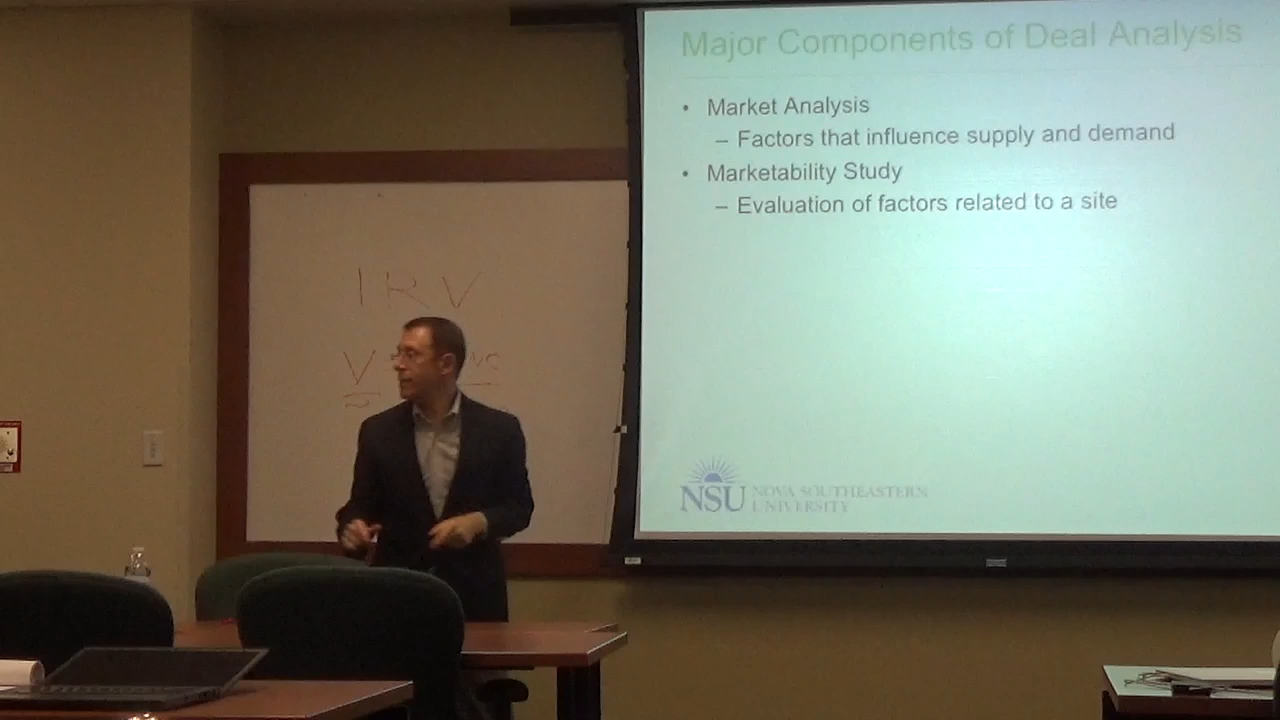 Major Components of Deal Analysis
• Market Analysis
– Factors that influence supply and demand
• Marketability Study
– Evaluation of factors related to a site
NSU NOVA SOUTHEASTERN
UNIVERSITY
I R V
V